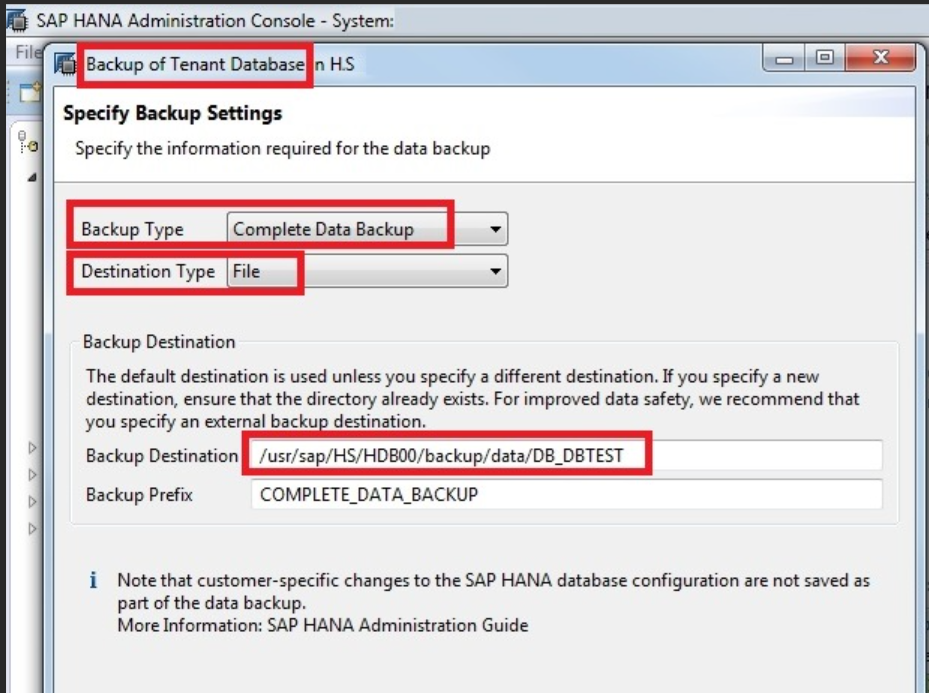 SAP HANA Administration Console - System:
File
Backup of Tenant Database in H.S
Specify Backup Settings
Specify the information required for the data backup
Backup Type Complete Data Backup
Destination Type File
Backup Destination
The default destination is used unless you specify a different destination. If you specify a new
destination, ensure that the directory already exists. For improved data safety, we recommend that
you specify an external backup destination.
Backup Destination /usr/sap/HS/HDB00/backup/data/DB_DBTEST
Backup Prefix COMPLETE_DATA_BACKUP
i Note that customer-specific changes to the SAP HANA database configuration are not saved as
part of the data backup.
More Information: SAP HANA Administration Guide